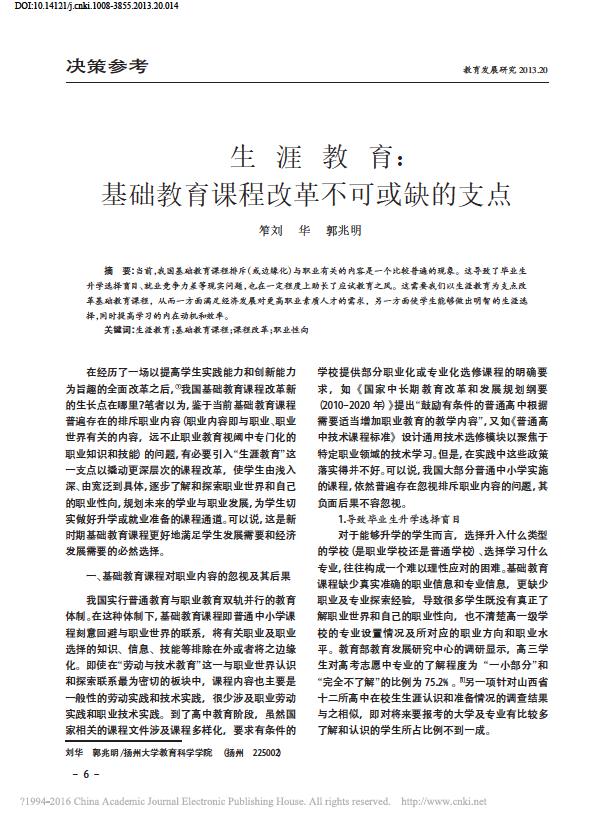 DOI:10.14121/j.cnki.1008-3855.2013.20.014
决策参考
教育发展研究 2013.20
生 涯 教 育：
基础教育课程改革不可或缺的支点
笮刘 华 郭兆明
摘 要:当前,我国基础教育课程排斥(或边缘化)与职业有关的内容是一个比较普遍的现象。这导致了毕业生
升学选择盲目、就业竞争力差等现实问题,也在一定程度上助长了应试教育之风。这需要我们以生涯教育为支点改
革基础教育课程，从而一方面满足经济发展对更高职业素质人才的需求，另一方面使学生能够做出明智的生涯选
择,同时提高学习的内在动机和效率。
关键词:生涯教育;基础教育课程;课程改革;职业性向
在经历了一场以提高学生实践能力和创新能力
为旨趣的全面改革之后,①我国基础教育课程改革新
的生长点在哪里?笔者以为,鉴于当前基础教育课程
普遍存在的排斥职业内容(职业内容即与职业、职业
世界有关的内容，远不止职业教育视阈中专门化的
职业知识和技能)的问题,有必要引入“生涯教育”这
一支点以撬动更深层次的课程改革，使学生由浅入
深、由宽泛到具体,逐步了解和探索职业世界和自己
的职业性向,规划未来的学业与职业发展,为学生切
实做好升学或就业准备的课程通道。可以说,这是新
时期基础教育课程更好地满足学生发展需要和经济
发展需要的必然选择。
一、基础教育课程对职业内容的忽视及其后果
我国实行普通教育与职业教育双轨并行的教育
体制。在这种体制下,基础教育课程即普通中小学课
程刻意回避与职业世界的联系，将有关职业及职业
选择的知识、信息、技能等排除在外或者将之边缘
化。即使在“劳动与技术教育”这一与职业世界认识
和探索联系最为密切的板块中，课程内容也主要是
一般性的劳动实践和技术实践，很少涉及职业劳动
实践和职业技术实践。到了高中教育阶段，虽然国
家相关的课程文件涉及课程多样化，要求有条件的
学校提供部分职业化或专业化选修课程的明确要
求，如《国家中长期教育改革和发展规划纲要
(2010-2020 年)》提出“鼓励有条件的普通高中根据
需要适当增加职业教育的教学内容”,又如《普通高
中技术课程标准》设计通用技术选修模块以聚焦于
特定职业领域的技术学习。但是,在实践中这些政策
落实得并不好。可以说,我国大部分普通中小学实施
的课程,依然普遍存在忽视排斥职业内容的问题,其
负面后果不容忽视。
1.导致毕业生升学选择盲目
对于能够升学的学生而言，选择升入什么类型
的学校(是职业学校还是普通学校)、选择学习什么
专业,往往构成一个难以理性应对的困难。基础教育
课程缺少真实准确的职业信息和专业信息，更缺少
职业及专业探索经验，导致很多学生既没有真正了
解职业世界和自己的职业性向，也不清楚高一级学
校的专业设置情况及所对应的职业方向和职业水
平。教育部教育发展研究中心的调研显示，高三学
生对高考志愿中专业的了解程度为 “一小部分”和
“完全不了解”的比例为 75.2% 。[1]另一项针对山西省
十二所高中在校生生涯认识和准备情况的调查结果
与之相似，即对将来要报考的大学及专业有比较多
了解和认识的学生所占比例不到一成。
刘华 郭兆明/扬州大学教育科学学院 (扬州 225002)
- 6 -
?1994-2016 China Academic Journal Electronic Publishing House. All rights reserved. http://www.cnki.net